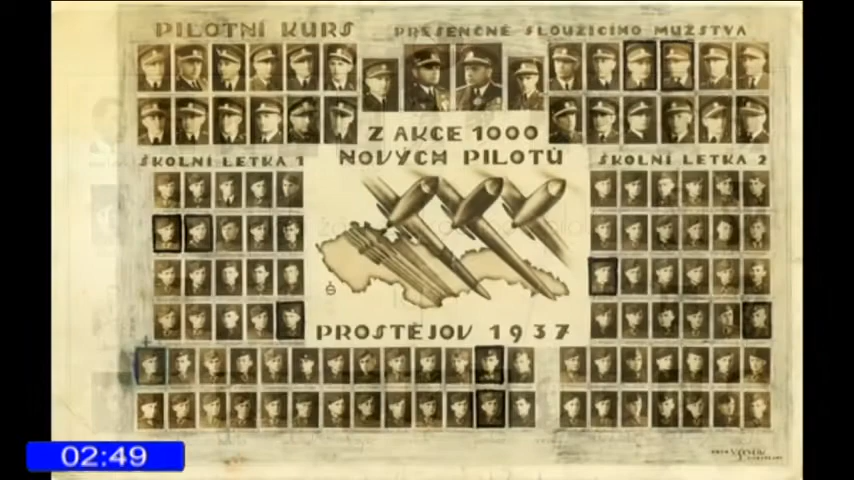 PILOTNÍ KURS
PRESENČNĚ SLOUŽÍCÍHO MUŽSTVA
Z AKCE 1000
NOVÝCH PILOTŮ
ŠKOLNÍ LETKA 1
ŠKOLNÍ LETKA 2
PROSTĚJOV 1937
02:49